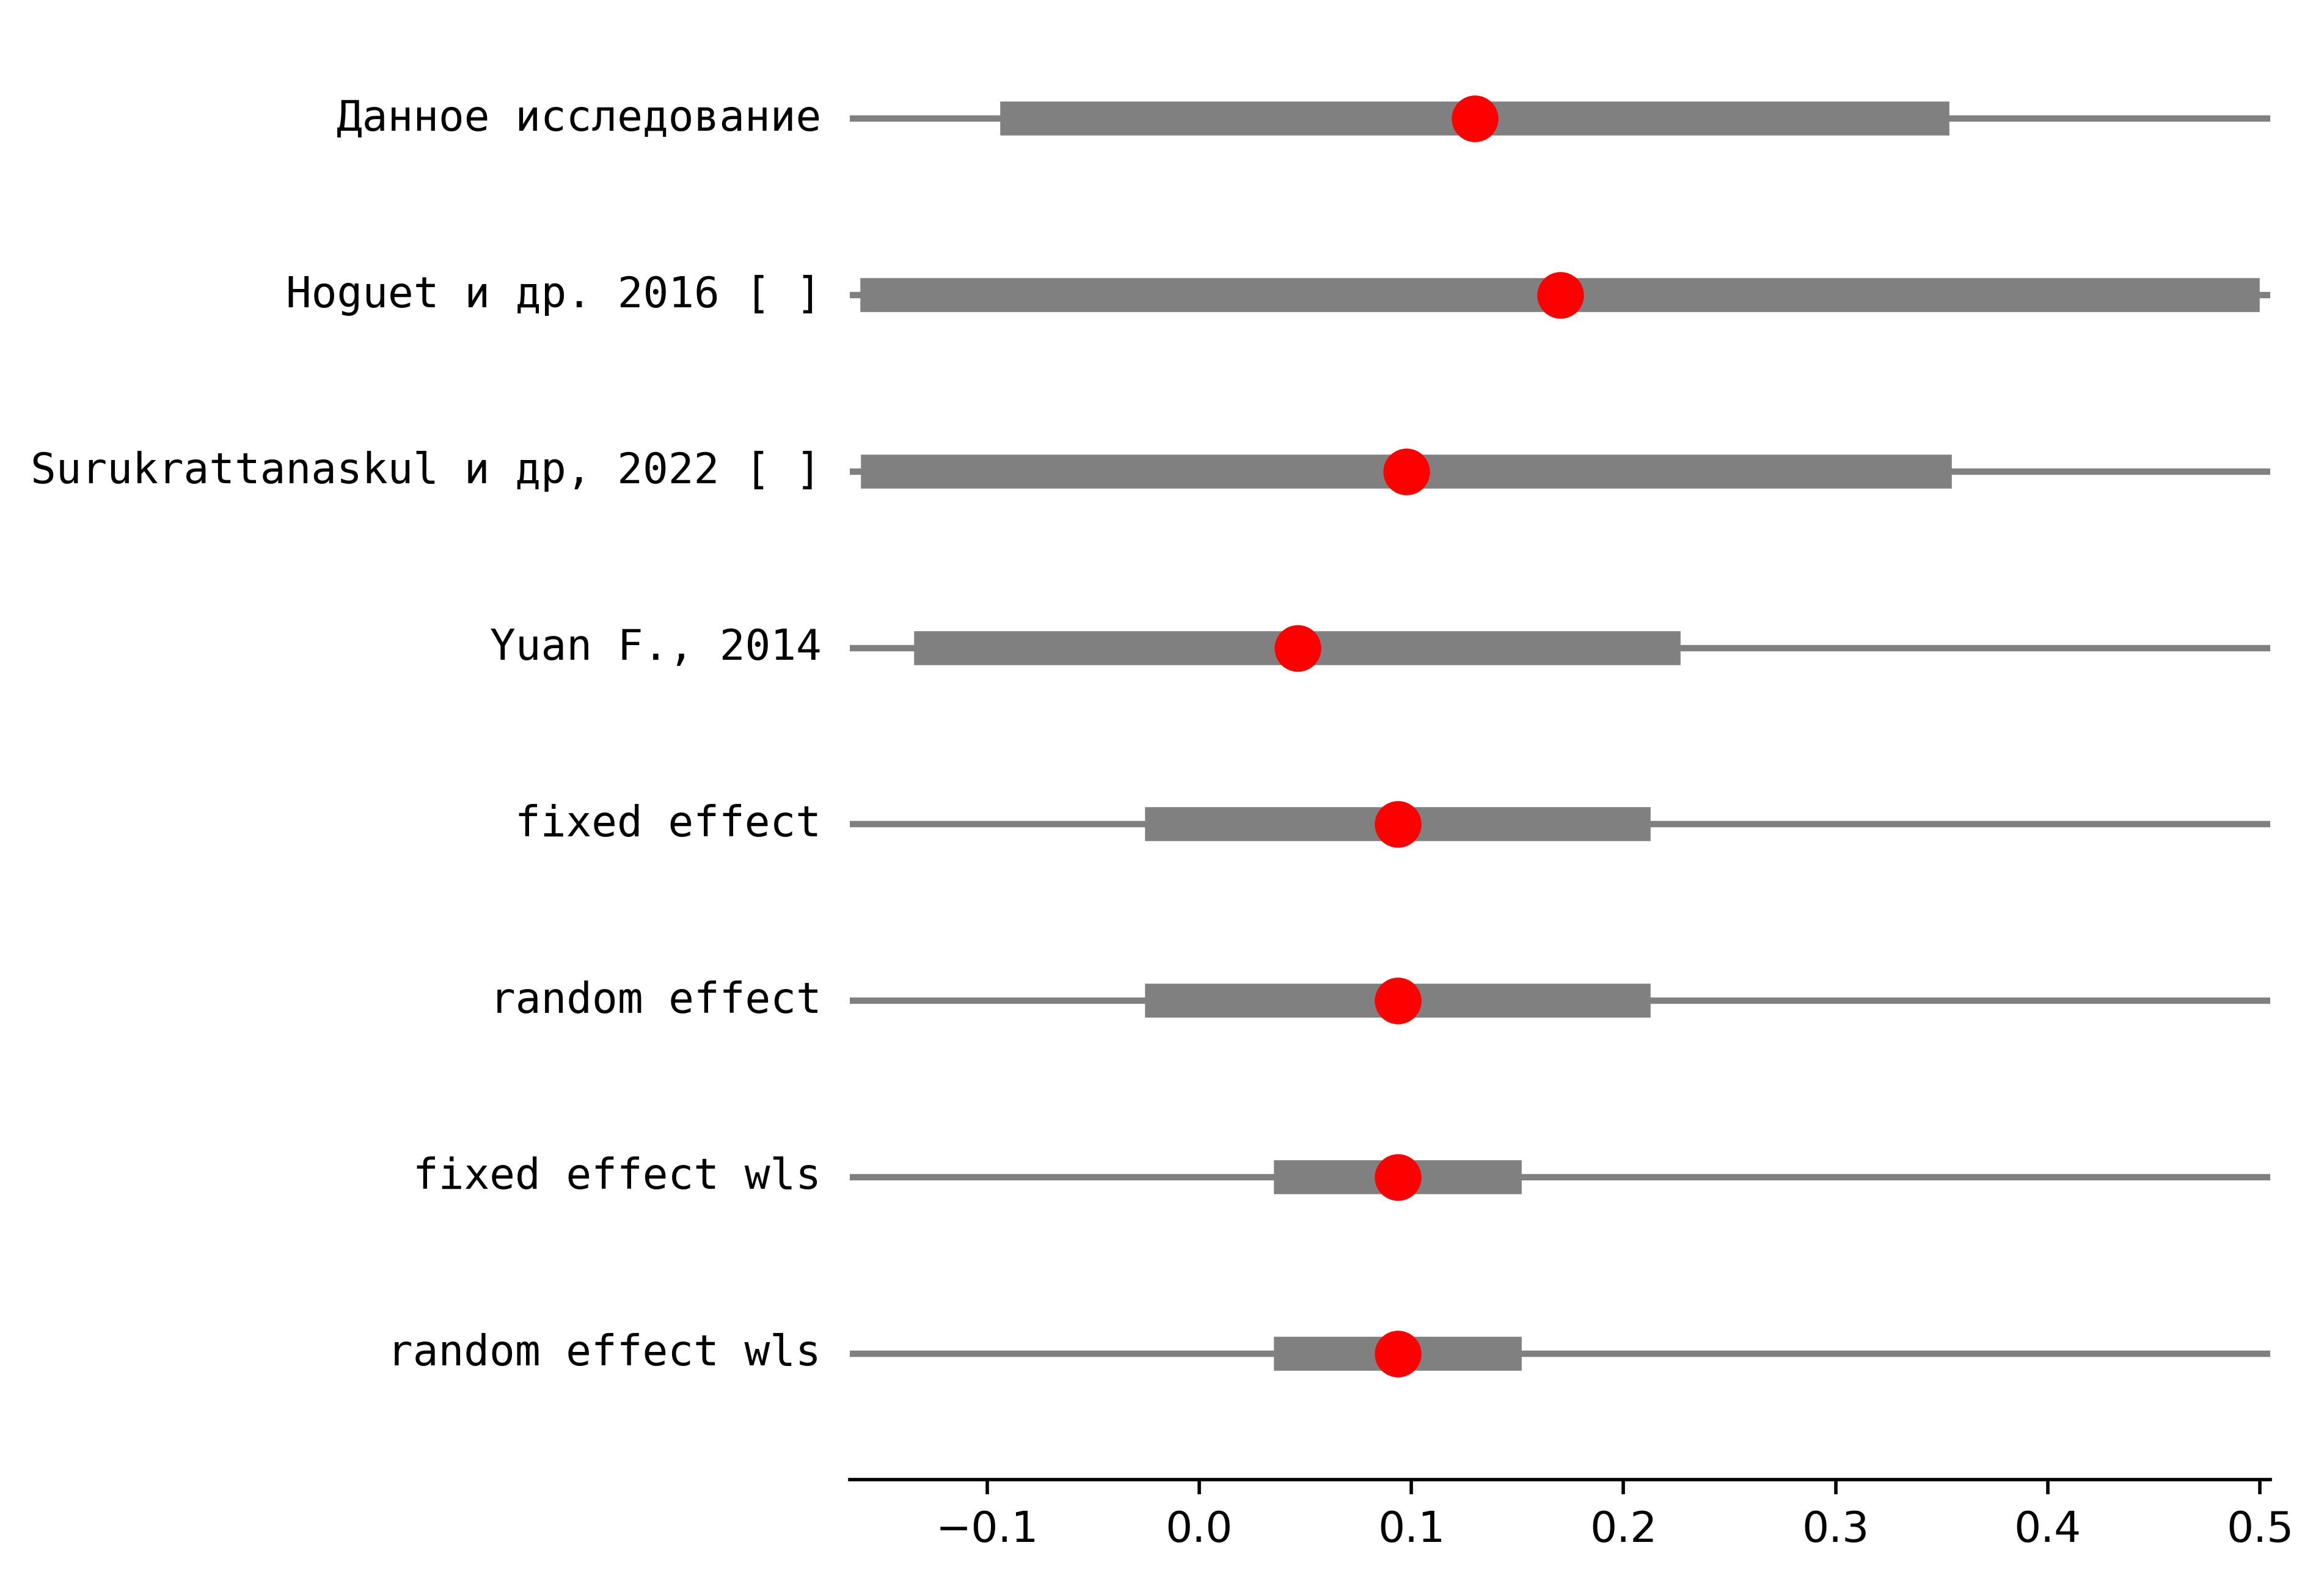 Данное исследование
Hoguet и др. 2016 [ ]
Surukrattanaskul и др, 2022 [ ]
Yuan F., 2014
fixed effect
random effect
fixed effect wls
random effect wls
−0.1 0.0 0.1 0.2 0.3 0.4 0.5